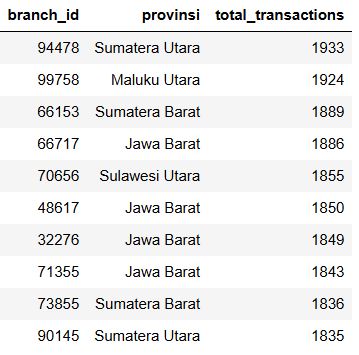 branch_id provinsi total_transactions
94478 Sumatera Utara 1933
99758 Maluku Utara 1924
66153 Sumatera Barat 1889
66717 Jawa Barat 1886
70656 Sulawesi Utara 1855
48617 Jawa Barat 1850
32276 Jawa Barat 1849
71355 Jawa Barat 1843
73855 Sumatera Barat 1836
90145 Sumatera Utara 1835